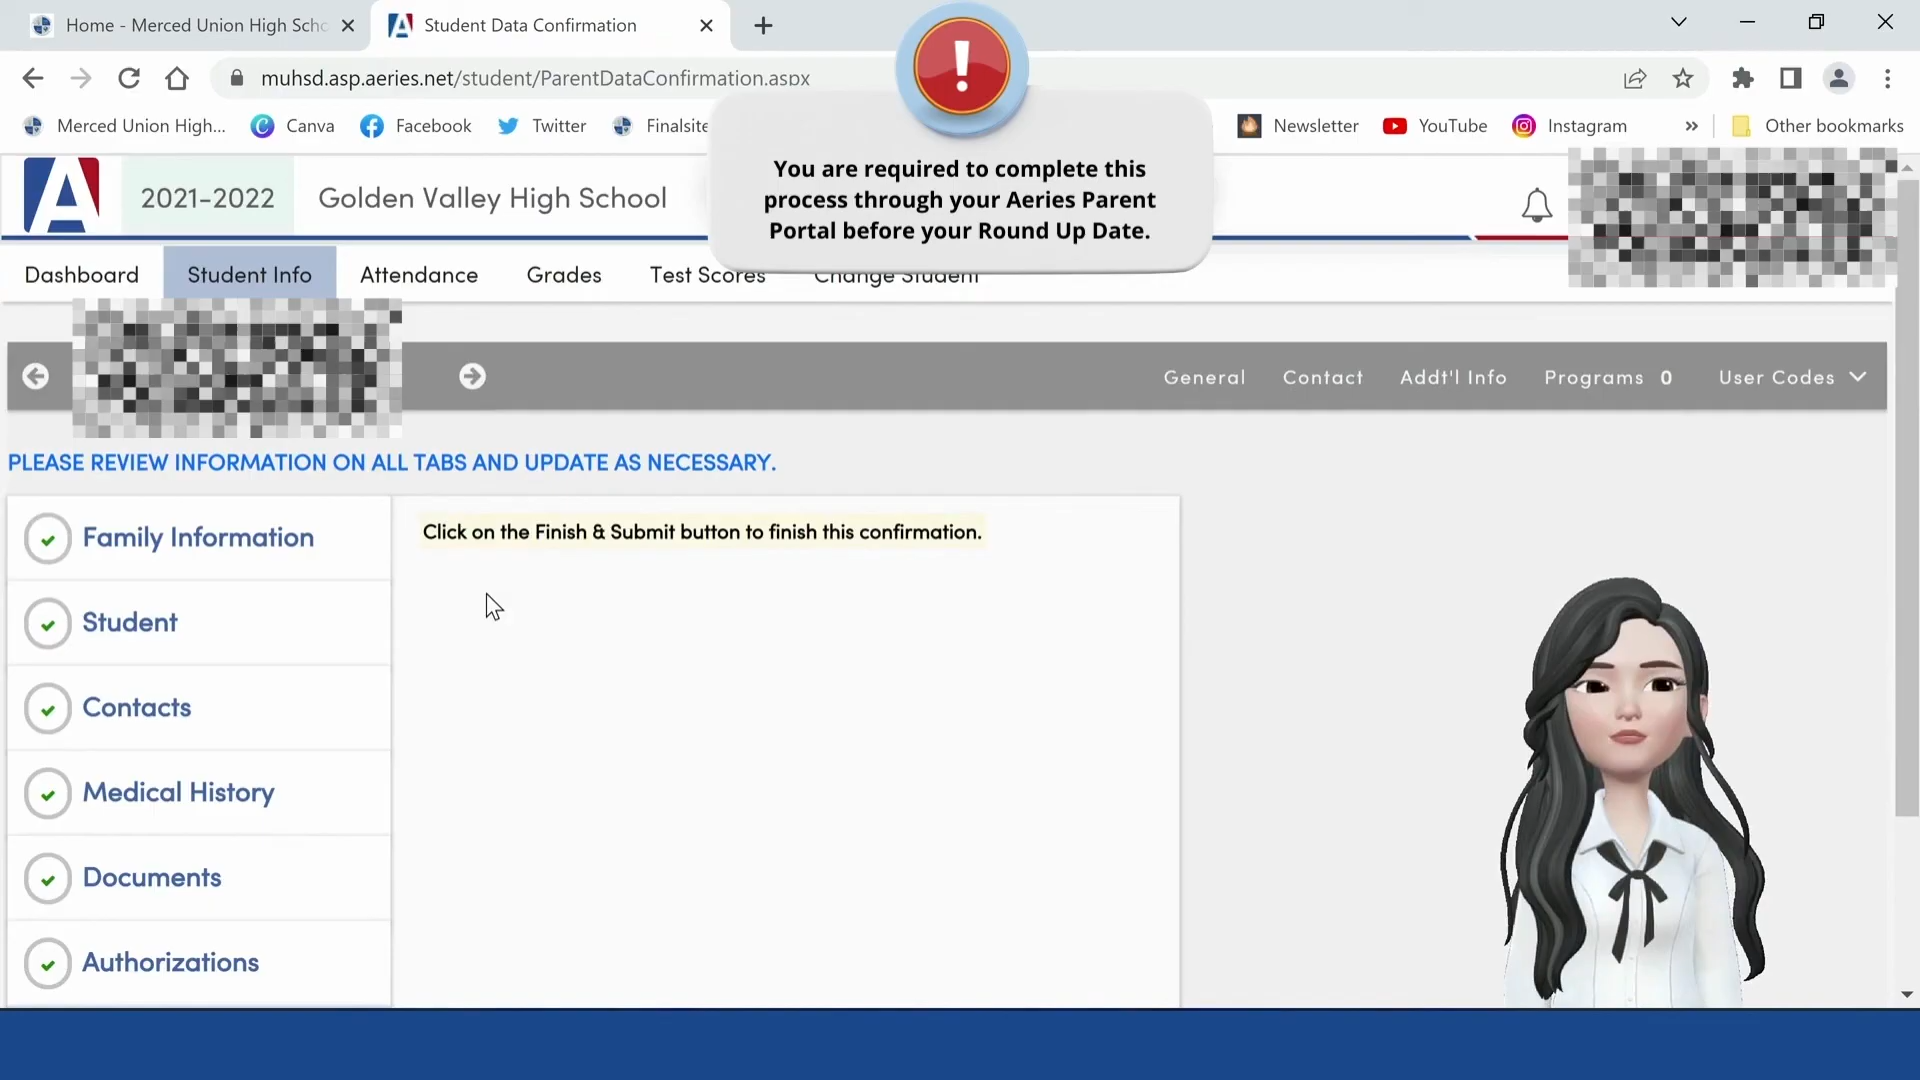 Home - Merced Union High Scho
Student Data Confirmation
muhsd.asp.aeries.net/student/ParentDataConfirmation.aspx
Merced Union High...
Canva
Facebook
Twitter
Finalsite
Newsletter
YouTube
Instagram
»
Other bookmarks
!
You are required to complete this
process through your Aeries Parent
Portal before your Round Up Date.
A
2021-2022
Golden Valley High School
Dashboard
Student Info
Attendance
Grades
Test Scores
Change Student
General
Contact
Addt'l Info
Programs 0
User Codes
PLEASE REVIEW INFORMATION ON ALL TABS AND UPDATE AS NECESSARY.
Family Information
Student
Contacts
Medical History
Documents
Authorizations
Click on the Finish & Submit button to finish this confirmation.